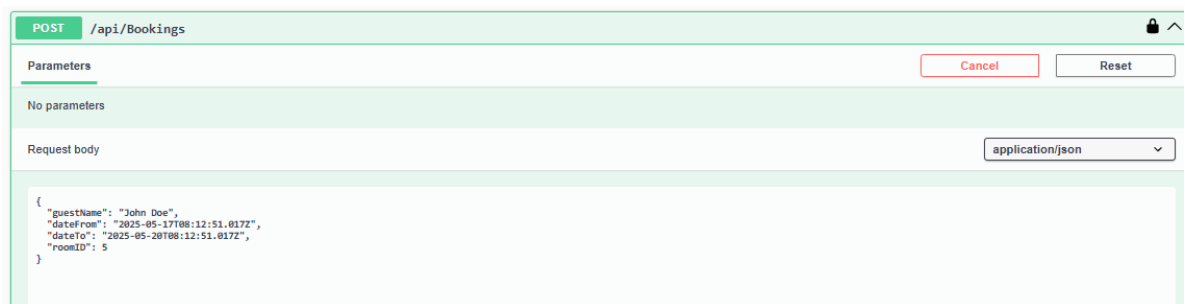 POST /api/Bookings
Parameters Cancel Reset
No parameters
Request body application/json
{
  "guestName": "John Doe",
  "dateFrom": "2025-05-17T08:12:51.017Z",
  "dateTo": "2025-05-20T08:12:51.017Z",
  "roomID": 5
}